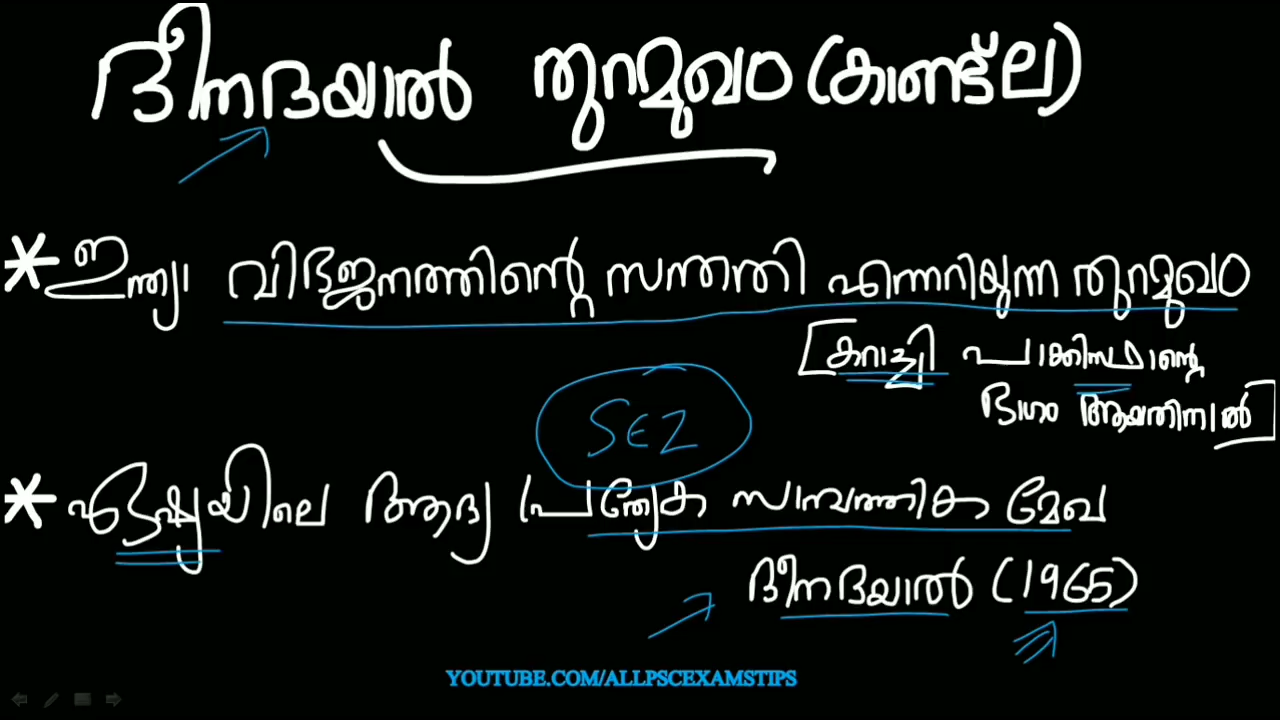 ദീനദയാൽ തുറമുഖം (കാണ്ട്ല)
* ഇന്ത്യാ വിഭജനത്തിന്റെ സന്തതി എന്നറിയുന്ന തുറമുഖം
[കറാച്ചി പാക്കിസ്ഥാന്റെ
ഭാഗം ആയതിനാൽ]
SEZ
* ഏഷ്യയിലെ ആദ്യ പ്രത്യേക സാമ്പത്തിക മേഖല
ദീനദയാൽ (1965)
YOUTUBE.COM/ALLPSCEXAMSTIPS